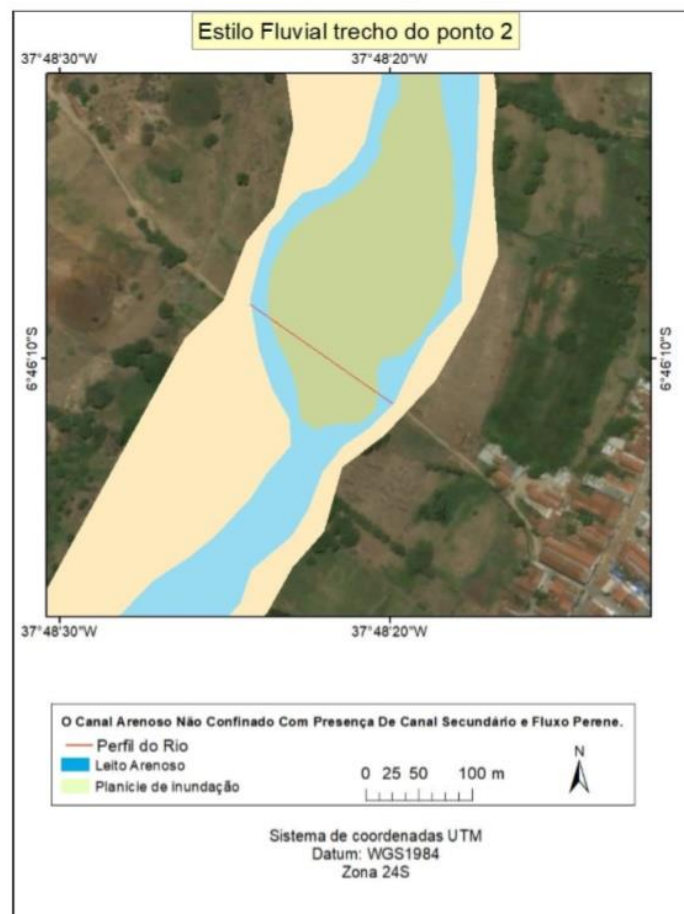 Estilo Fluvial trecho do ponto 2
37°48'30"W 37°48'20"W
6°46'10"S 6°46'10"S
37°48'30"W 37°48'20"W
O Canal Arenoso Não Confinado Com Presença De Canal Secundário e Fluxo Perene.
Perfil do Rio
Leito Arenoso
Planície de inundação
0 25 50 100 m
N
Sistema de coordenadas UTM
Datum: WGS1984
Zona 24S